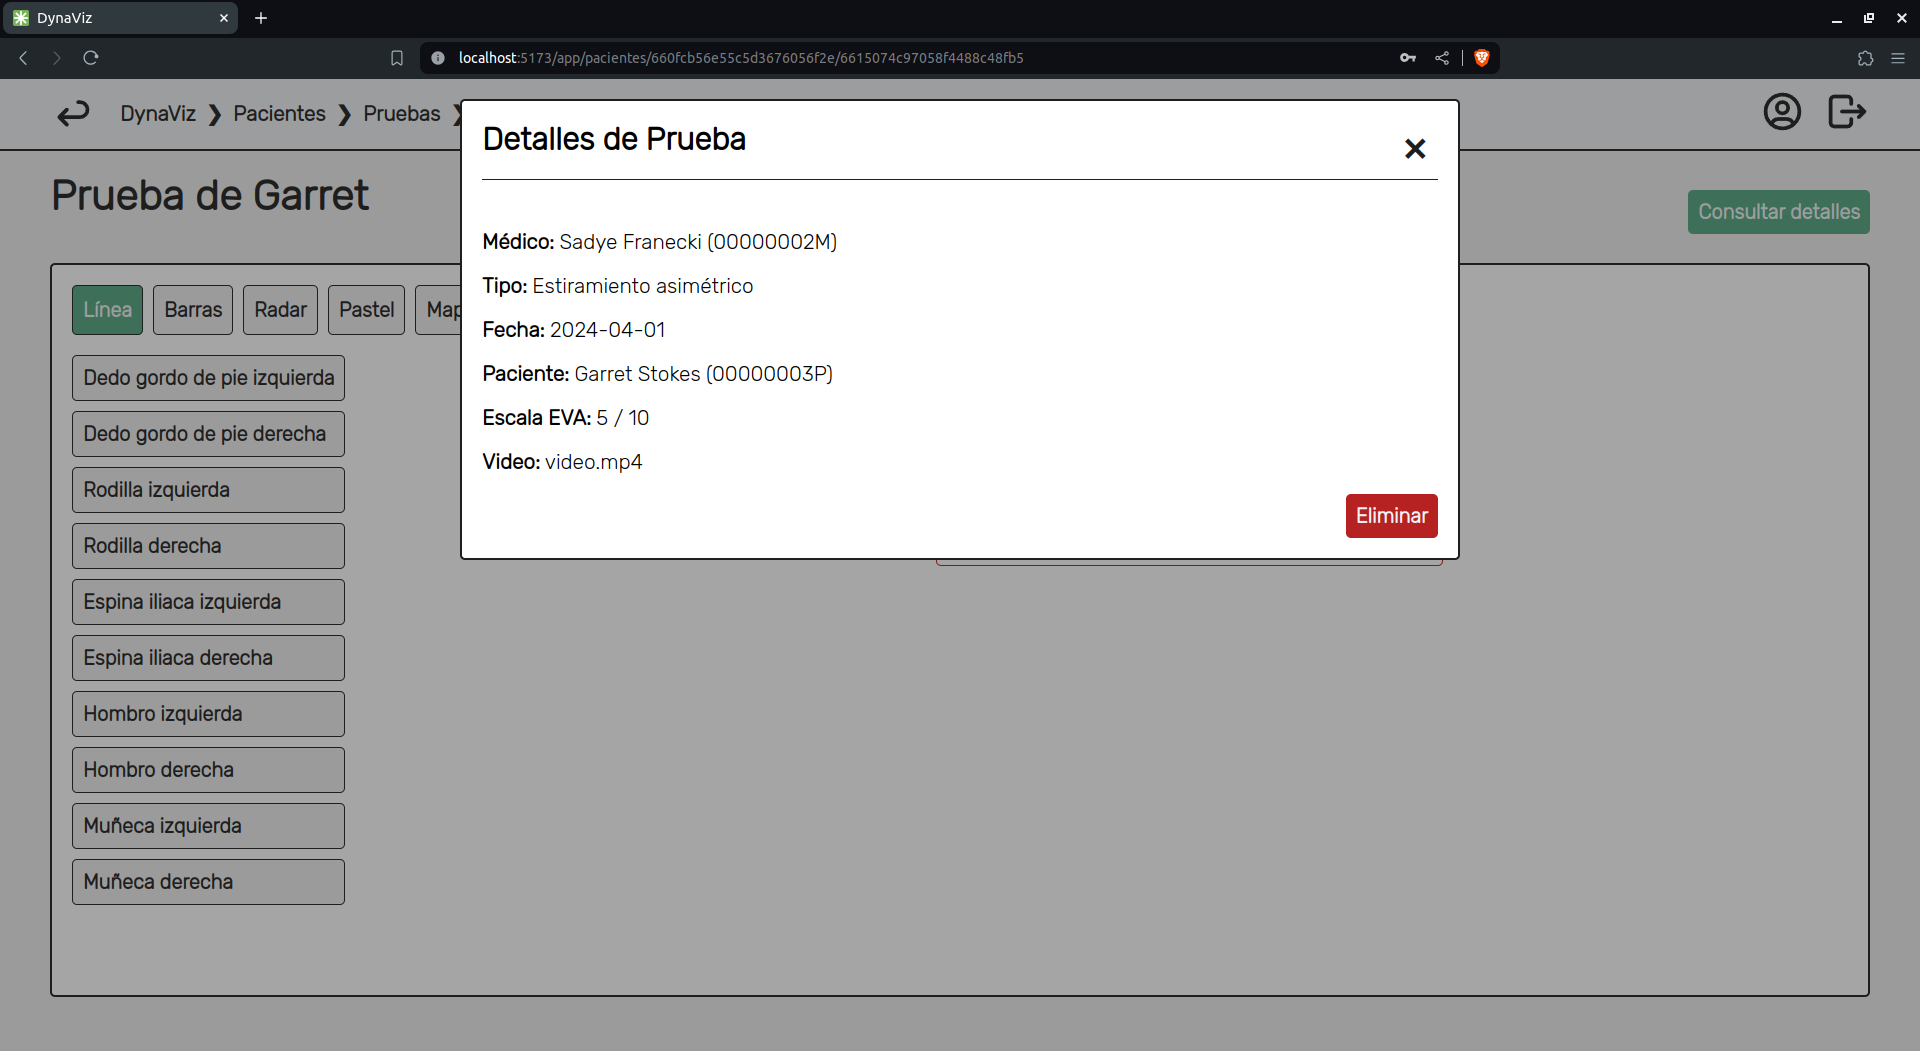 DynaViz
localhost:5173/app/pacientes/660fcb56e55c5d3676056f2e/6615074c97058f4488c48fb5
DynaViz ❯ Pacientes ❯ Pruebas ❯
Detalles de Prueba
Prueba de Garret
Consultar detalles
Médico: Sadye Franecki (00000002M)
Tipo: Estiramiento asimétrico
Fecha: 2024-04-01
Paciente: Garret Stokes (00000003P)
Escala EVA: 5 / 10
Video: video.mp4
Eliminar
Línea Barras Radar Pastel Map
Dedo gordo de pie izquierda
Dedo gordo de pie derecha
Rodilla izquierda
Rodilla derecha
Espina iliaca izquierda
Espina iliaca derecha
Hombro izquierda
Hombro derecha
Muñeca izquierda
Muñeca derecha